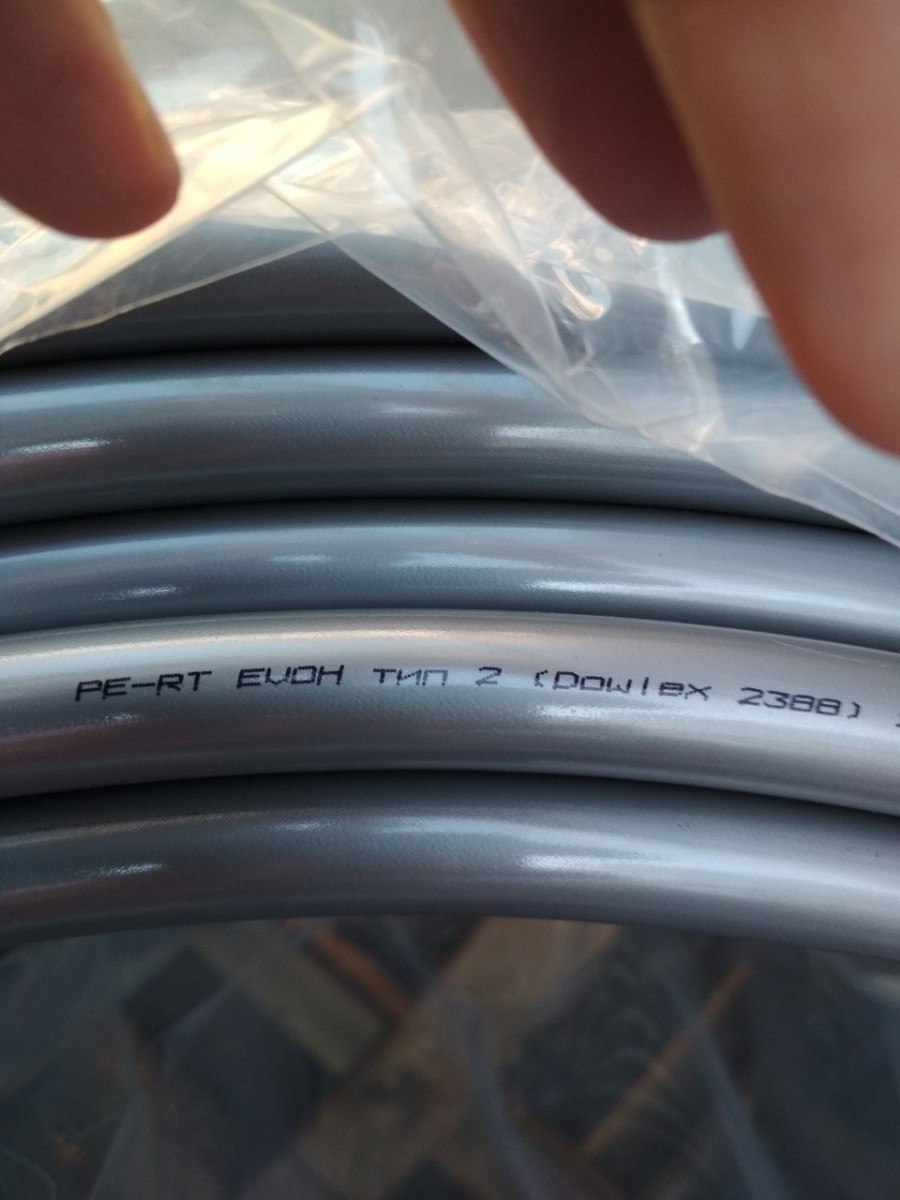 PE-RT EVOH тип 2 (Dowlex 2388)